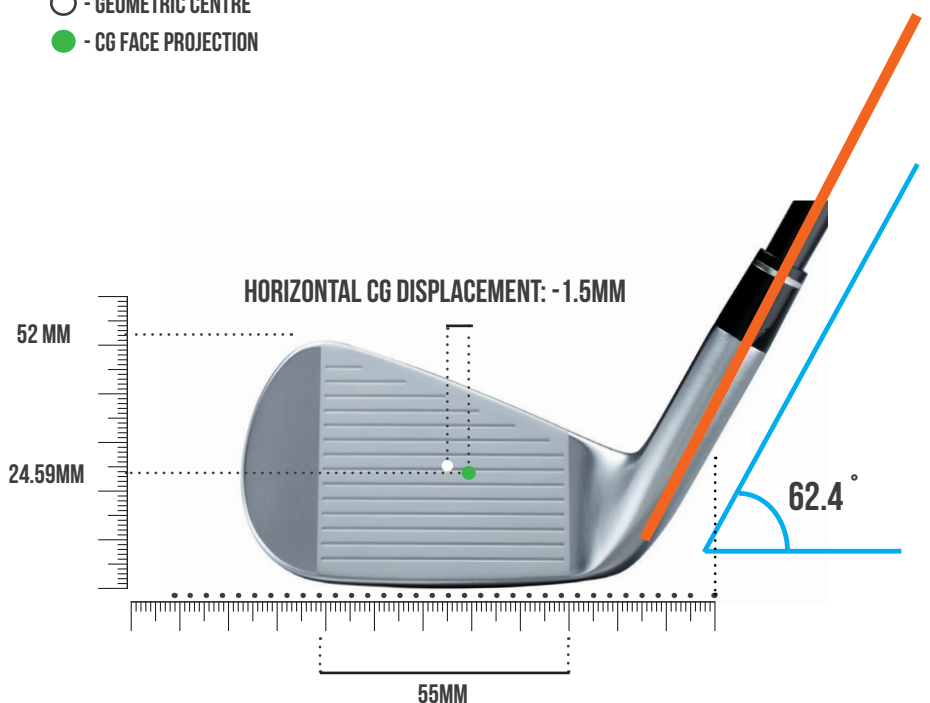 - GEOMETRIC CENTRE
- CG FACE PROJECTION
HORIZONTAL CG DISPLACEMENT: -1.5MM
52 MM
24.59MM
62.4°
55MM